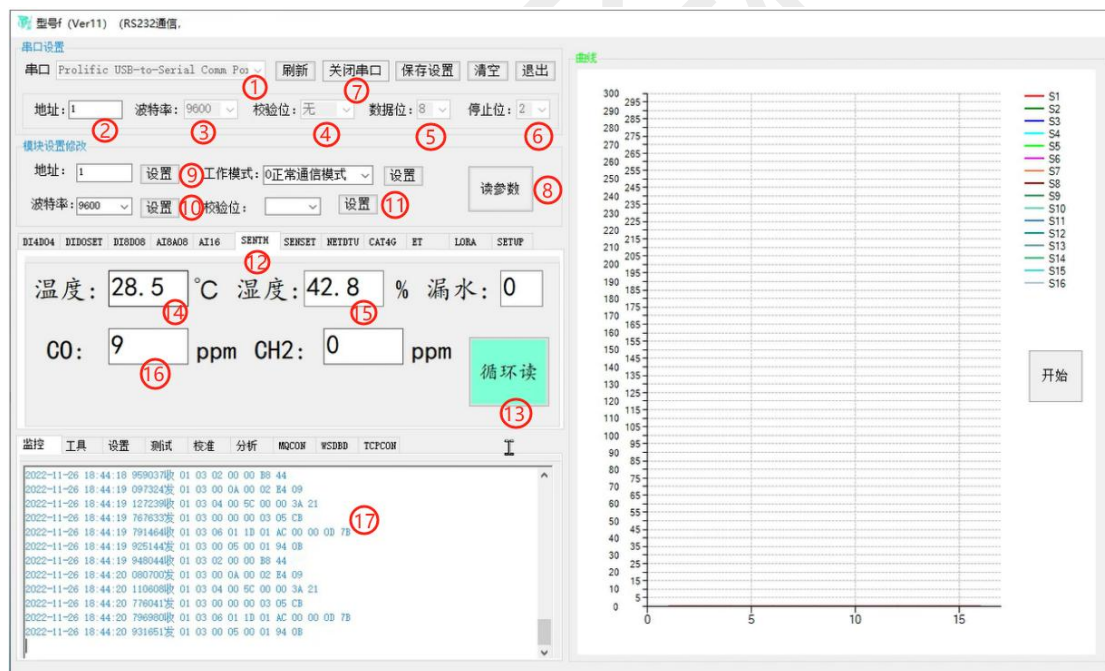 型号f (Ver11) (RS232通信,
串口设置
串口 Prolific USB-to-Serial Comm Por 刷新 关闭串口 保存设置 清空 退出
① ⑦
地址: 1 波特率: 9600 校验位: 无 数据位: 8 停止位: 2
② ③ ④ ⑤ ⑥
模块设置修改
地址: 1 设置 ⑨ 工作模式: 0正常通信模式 设置
读参数 ⑧
波特率: 9600 设置 ⑩ 校验位: 设置 ⑪
DI4DO4 DIDOSET DI8DO8 AI8AO8 AI16 SENTH SENSET NETDTU CAT4G ET LORA SETUP
⑫
温度: 28.5 ℃ 湿度: 42.8 % 漏水: 0
⑭ ⑮
CO: 9 ppm CH2: 0 ppm
⑯
循环读
⑬
监控 工具 设置 测试 校准 分析 MQCON WSDBD TCPCON
2022-11-26 18:44:18 959037收 01 03 02 00 00 B8 44
2022-11-26 18:44:19 097324发 01 03 00 0A 00 02 E4 09
2022-11-26 18:44:19 127239收 01 03 04 00 5C 00 00 3A 21
2022-11-26 18:44:19 767633发 01 03 00 00 00 03 05 CB
2022-11-26 18:44:19 791464收 01 03 06 01 1D 01 AC 00 00 0D 7B
⑰
2022-11-26 18:44:19 925144发 01 03 00 05 00 01 94 0B
2022-11-26 18:44:19 948044收 01 03 02 00 00 B8 44
2022-11-26 18:44:20 080700发 01 03 00 0A 00 02 E4 09
2022-11-26 18:44:20 110608收 01 03 04 00 5C 00 00 3A 21
2022-11-26 18:44:20 776041发 01 03 00 00 00 03 05 CB
2022-11-26 18:44:20 796980收 01 03 06 01 1D 01 AC 00 00 0D 7B
2022-11-26 18:44:20 931651发 01 03 00 05 00 01 94 0B
曲线
300
295
290
285
280
275
270
265
260
255
250
245
240
235
230
225
220
215
210
205
200
195
190
185
180
175
170
165
160
155
150
145
140
135
130
125
120
115
110
105
100
95
90
85
80
75
70
65
60
55
50
45
40
35
30
25
20
15
10
5
0
0 5 10 15
S1
S2
S3
S4
S5
S6
S7
S8
S9
S10
S11
S12
S13
S14
S15
S16
开始